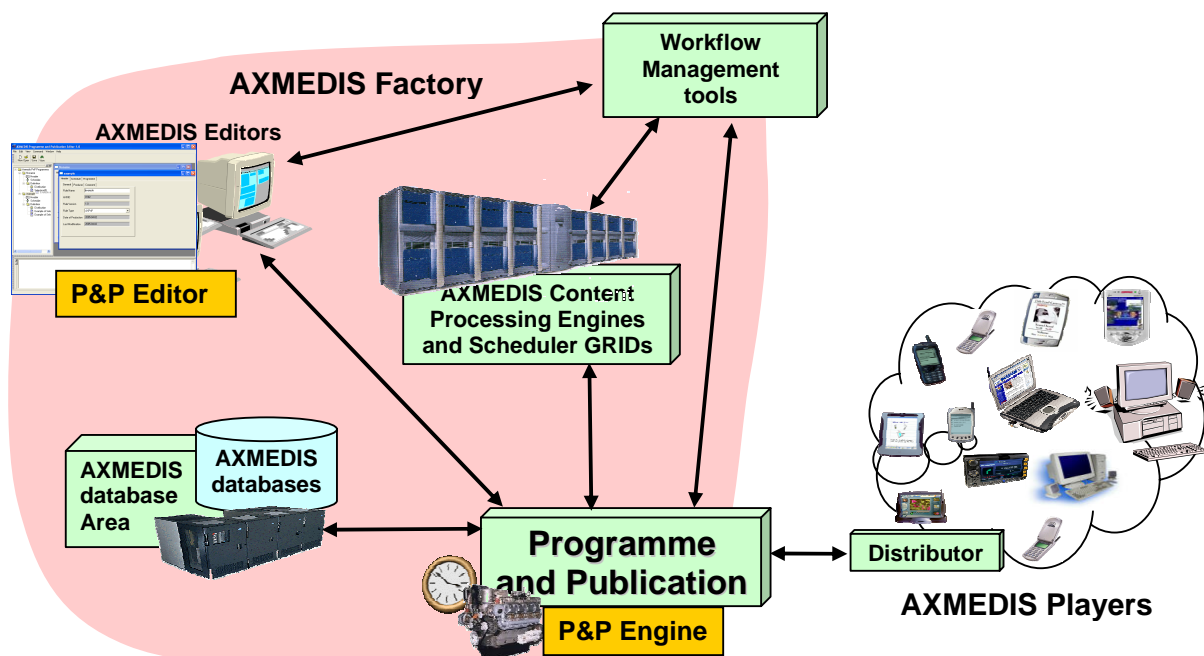 Workflow
Management
tools
AXMEDIS Factory
AXMEDIS Editors
P&P Editor
AXMEDIS Content
Processing Engines
and Scheduler GRIDs
AXMEDIS
database
Area
AXMEDIS
databases
Programme
and Publication
P&P Engine
Distributor
AXMEDIS Players